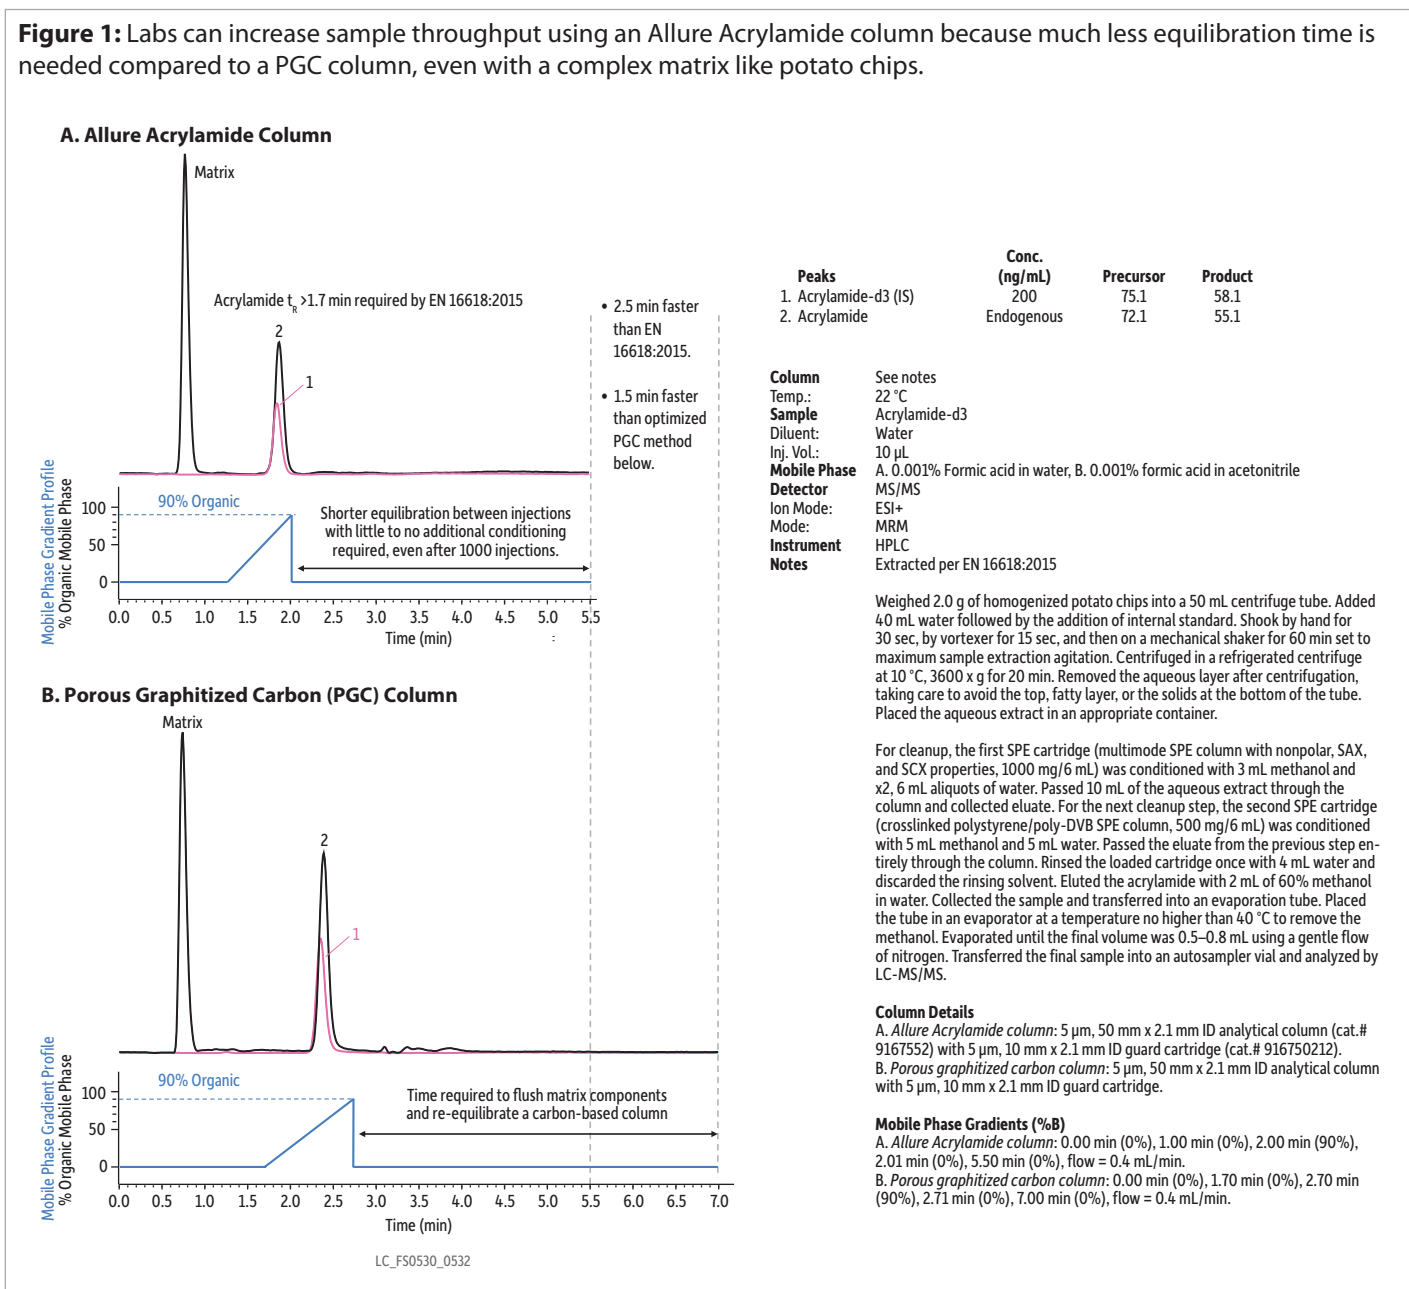 Figure 1: Labs can increase sample throughput using an Allure Acrylamide column because much less equilibration time is
needed compared to a PGC column, even with a complex matrix like potato chips.
A. Allure Acrylamide Column
Matrix
Acrylamide tR >1.7 min required by EN 16618:2015
2
1
• 2.5 min faster
than EN
16618:2015.
• 1.5 min faster
than optimized
PGC method
below.
Mobile Phase Gradient Profile
% Organic Mobile Phase
100
50
0
90% Organic
Shorter equilibration between injections
with little to no additional conditioning
required, even after 1000 injections.
0.0 0.5 1.0 1.5 2.0 2.5 3.0 3.5 4.0 4.5 5.0 5.5
Time (min)
:
B. Porous Graphitized Carbon (PGC) Column
Matrix
2
1
Mobile Phase Gradient Profile
% Organic Mobile Phase
100
50
0
90% Organic
Time required to flush matrix components
and re-equilibrate a carbon-based column
0.0 0.5 1.0 1.5 2.0 2.5 3.0 3.5 4.0 4.5 5.0 5.5 6.0 6.5 7.0
Time (min)
LC_FS0530_0532
Conc.
Peaks (ng/mL) Precursor Product
1. Acrylamide-d3 (IS) 200 75.1 58.1
2. Acrylamide Endogenous 72.1 55.1
Column See notes
Temp.: 22 °C
Sample Acrylamide-d3
Diluent: Water
Inj. Vol.: 10 µL
Mobile Phase A. 0.001% Formic acid in water, B. 0.001% formic acid in acetonitrile
Detector MS/MS
Ion Mode: ESI+
Mode: MRM
Instrument HPLC
Notes Extracted per EN 16618:2015
Weighed 2.0 g of homogenized potato chips into a 50 mL centrifuge tube. Added
40 mL water followed by the addition of internal standard. Shook by hand for
30 sec, by vortexer for 15 sec, and then on a mechanical shaker for 60 min set to
maximum sample extraction agitation. Centrifuged in a refrigerated centrifuge
at 10 °C, 3600 x g for 20 min. Removed the aqueous layer after centrifugation,
taking care to avoid the top, fatty layer, or the solids at the bottom of the tube.
Placed the aqueous extract in an appropriate container.
For cleanup, the first SPE cartridge (multimode SPE column with nonpolar, SAX,
and SCX properties, 1000 mg/6 mL) was conditioned with 3 mL methanol and
x2, 6 mL aliquots of water. Passed 10 mL of the aqueous extract through the
column and collected eluate. For the next cleanup step, the second SPE cartridge
(crosslinked polystyrene/poly-DVB SPE column, 500 mg/6 mL) was conditioned
with 5 mL methanol and 5 mL water. Passed the eluate from the previous step en-
tirely through the column. Rinsed the loaded cartridge once with 4 mL water and
discarded the rinsing solvent. Eluted the acrylamide with 2 mL of 60% methanol
in water. Collected the sample and transferred into an evaporation tube. Placed
the tube in an evaporator at a temperature no higher than 40 °C to remove the
methanol. Evaporated until the final volume was 0.5–0.8 mL using a gentle flow
of nitrogen. Transferred the final sample into an autosampler vial and analyzed by
LC-MS/MS.
Column Details
A. Allure Acrylamide column: 5 µm, 50 mm x 2.1 mm ID analytical column (cat.#
9167552) with 5 µm, 10 mm x 2.1 mm ID guard cartridge (cat.# 916750212).
B. Porous graphitized carbon column: 5 µm, 50 mm x 2.1 mm ID analytical column
with 5 µm, 10 mm x 2.1 mm ID guard cartridge.
Mobile Phase Gradients (%B)
A. Allure Acrylamide column: 0.00 min (0%), 1.00 min (0%), 2.00 min (90%),
2.01 min (0%), 5.50 min (0%), flow = 0.4 mL/min.
B. Porous graphitized carbon column: 0.00 min (0%), 1.70 min (0%), 2.70 min
(90%), 2.71 min (0%), 7.00 min (0%), flow = 0.4 mL/min.